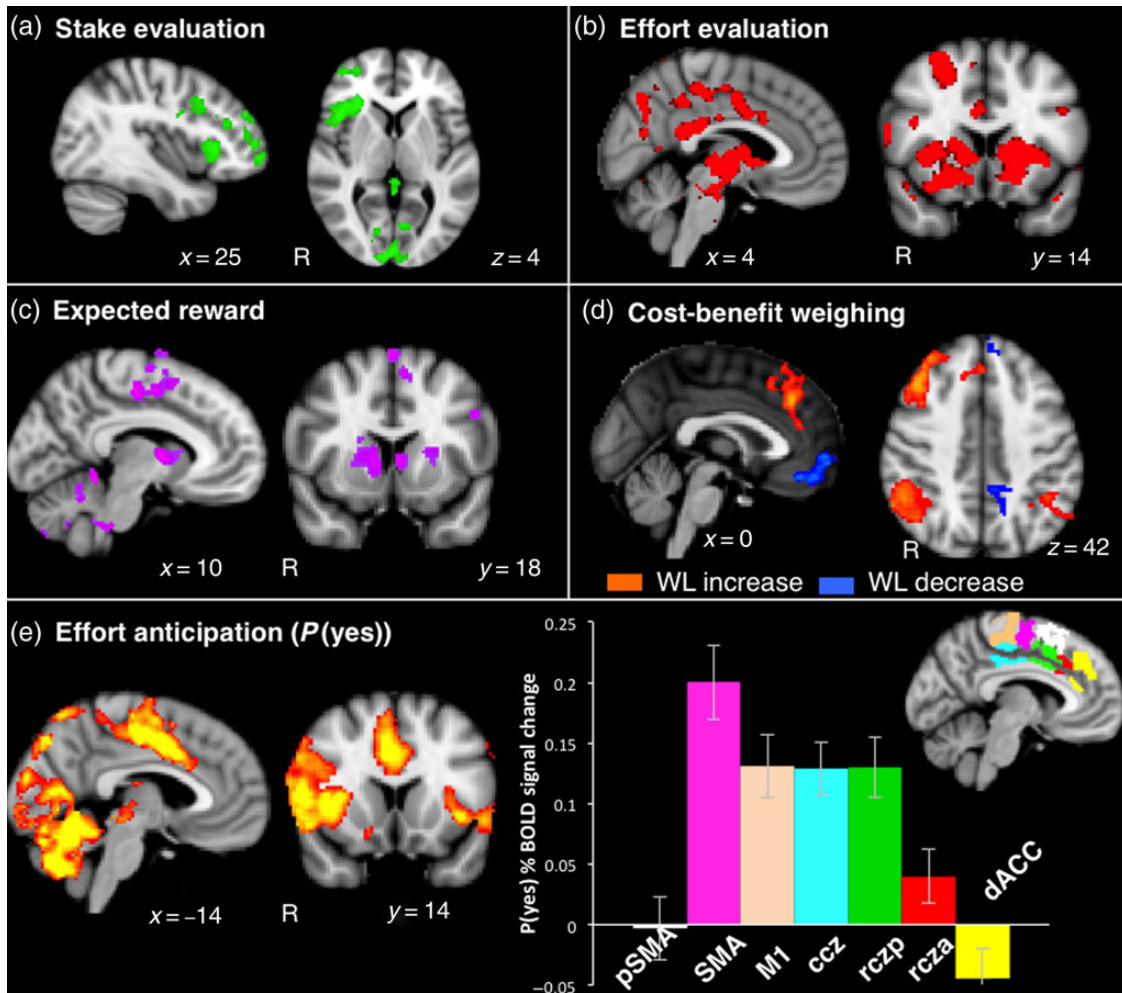 (a) Stake evaluation
x = 25
R
z = 4
(b) Effort evaluation
x = 4
R
y = 14
(c) Expected reward
x = 10
R
y = 18
(d) Cost-benefit weighing
x = 0
R
z = 42
WL increase
WL decrease
(e) Effort anticipation (P(yes))
x = –14
R
y = 14
P(yes) % BOLD signal change
0.25
0.2
0.15
0.1
0.05
0
–0.05
pSMA
SMA
M1
ccz
rczp
rcza
dACC